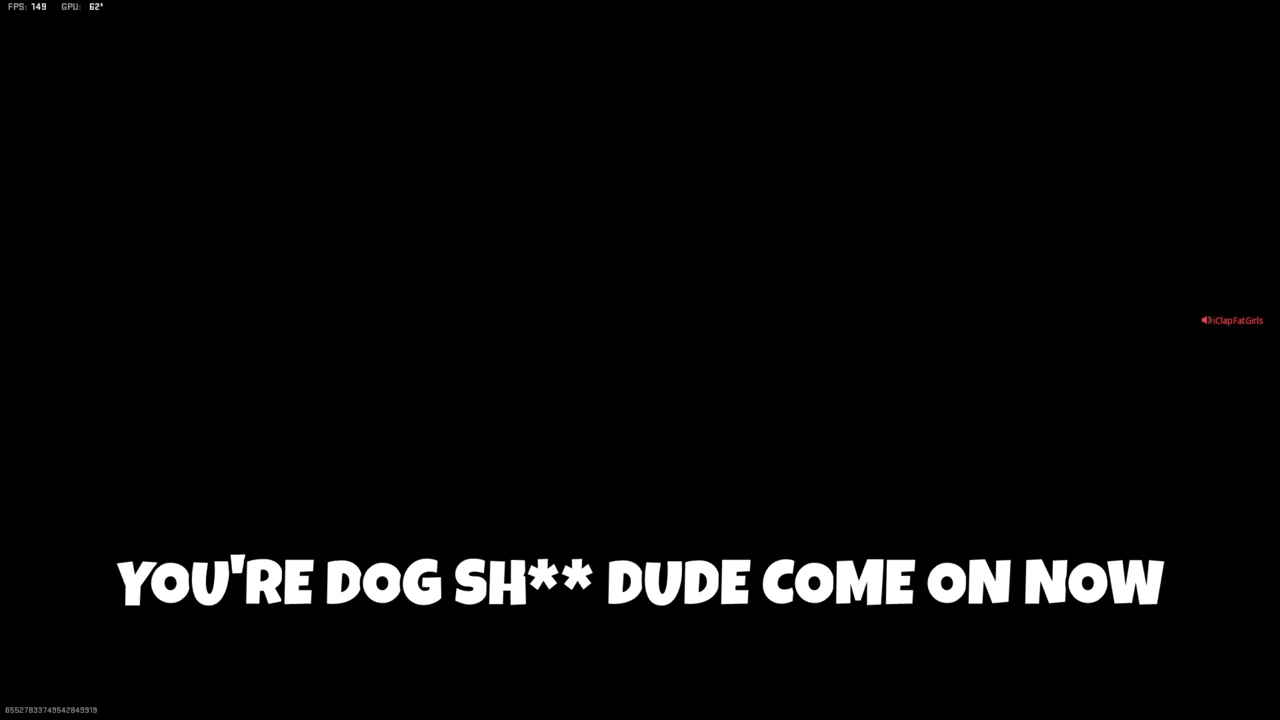 FPS: 149 GPU: 62°
iClapFatGirls
YOU'RE DOG SH** DUDE COME ON NOW
65527833749542849919